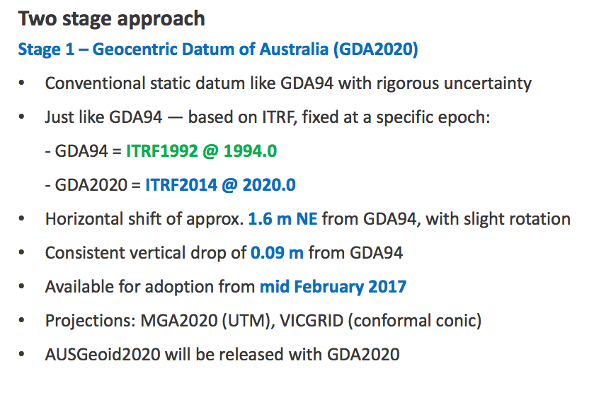 Two stage approach
Stage 1 – Geocentric Datum of Australia (GDA2020)
• Conventional static datum like GDA94 with rigorous uncertainty
• Just like GDA94 — based on ITRF, fixed at a specific epoch:
- GDA94 = ITRF1992 @ 1994.0
- GDA2020 = ITRF2014 @ 2020.0
• Horizontal shift of approx. 1.6 m NE from GDA94, with slight rotation
• Consistent vertical drop of 0.09 m from GDA94
• Available for adoption from mid February 2017
• Projections: MGA2020 (UTM), VICGRID (conformal conic)
• AUSGeoid2020 will be released with GDA2020